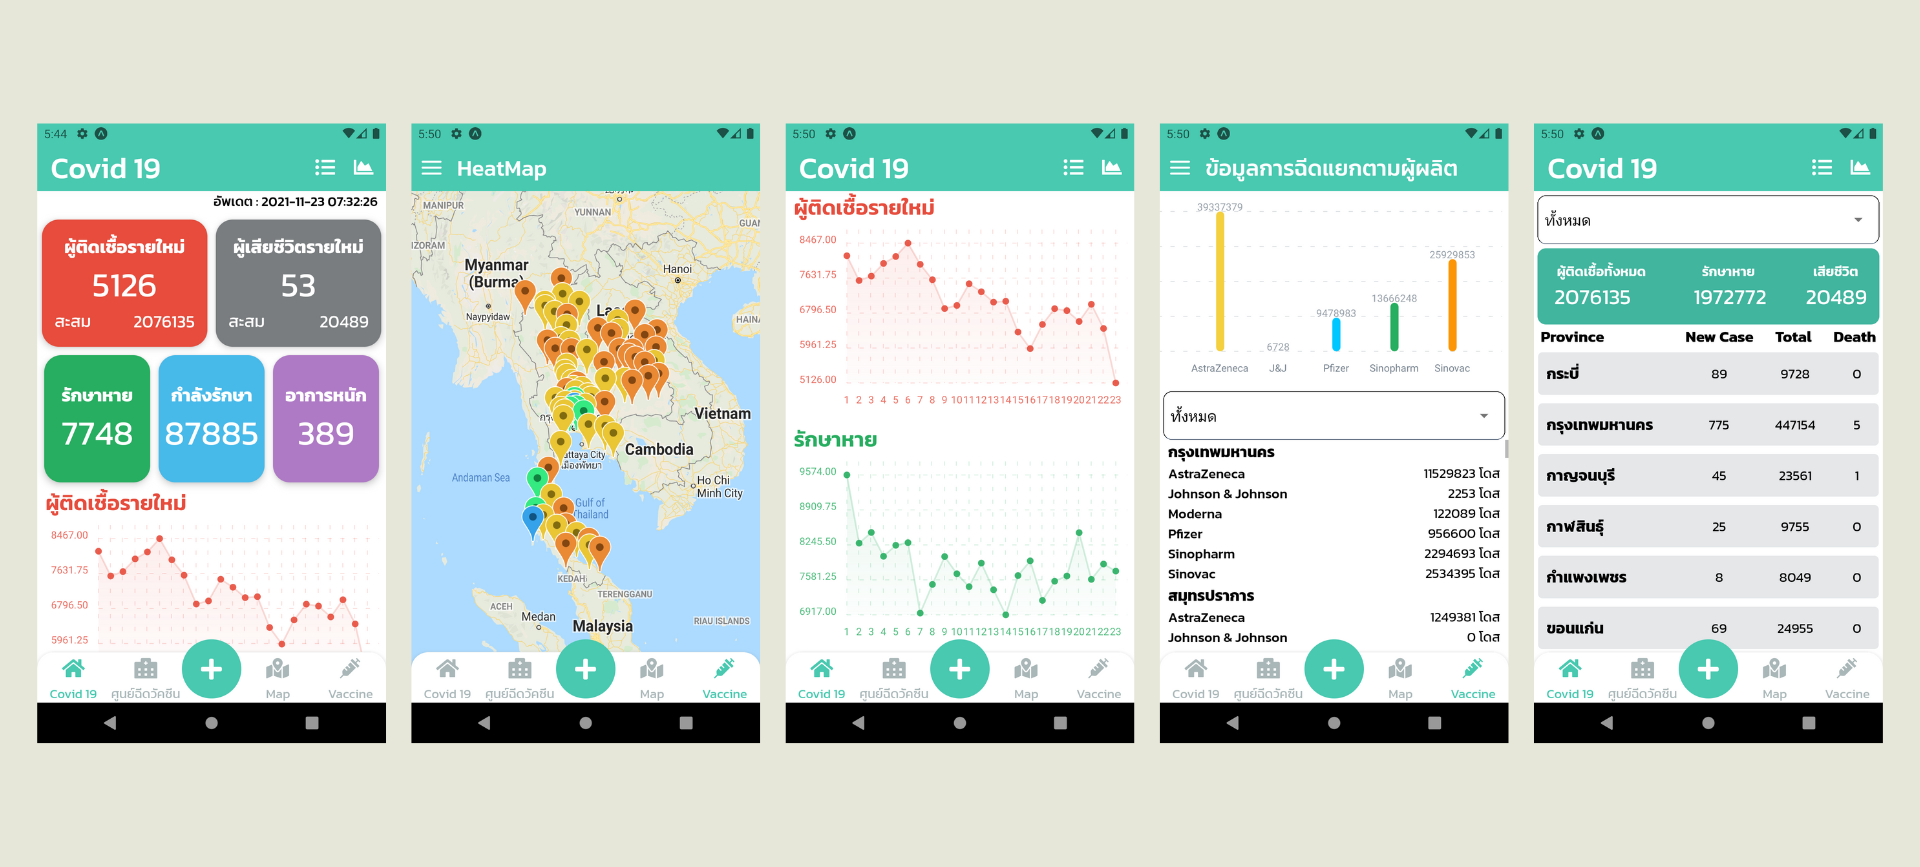 5:44
Covid 19
อัพเดต : 2021-11-23 07:32:26
ผู้ติดเชื้อรายใหม่
5126
สะสม 2076135
ผู้เสียชีวิตรายใหม่
53
สะสม 20489
รักษาหาย
7748
กำลังรักษา
87885
อาการหนัก
389
ผู้ติดเชื้อรายใหม่
8467.00
7631.75
6796.50
5961.25
Covid 19 ศูนย์ฉีดวัคซีน Map Vaccine
5:50
HeatMap
MANIPUR
YUNNAN
GUA
IZORAM
Myanmar
(Burma)
Hanoi
Naypyidaw
HAINA
Vietnam
Cambodia
attaya City
เมืองพัทยา
Andaman Sea
Ho Chi
Minh City
Gulf of
Thailand
KEDAH
TERENGGANU
ACEH
Medan
Malaysia
RIAU ISLANDS
Covid 19 ศูนย์ฉีดวัคซีน Map Vaccine
5:50
Covid 19
ผู้ติดเชื้อรายใหม่
8467.00
7631.75
6796.50
5961.25
5126.00
1 2 3 4 5 6 7 8 9 10 11 12 13 14 15 16 17 18 19 20 21 22 23
รักษาหาย
9574.00
8909.75
8245.50
7581.25
6917.00
1 2 3 4 5 6 7 8 9 10 11 12 13 14 15 16 17 18 19 20 21 22 23
Covid 19 ศูนย์ฉีดวัคซีน Map Vaccine
5:50
ข้อมูลการฉีดแยกตามผู้ผลิต
39337379
25929853
13666248
9478983
6728
AstraZeneca J&J Pfizer Sinopharm Sinovac
ทั้งหมด
กรุงเทพมหานคร
AstraZeneca 11529823 โดส
Johnson & Johnson 2253 โดส
Moderna 122089 โดส
Pfizer 956600 โดส
Sinopharm 2294693 โดส
Sinovac 2534395 โดส
สมุทรปราการ
AstraZeneca 1249381 โดส
Johnson & Johnson 0 โดส
Covid 19 ศูนย์ฉีดวัคซีน Map Vaccine
5:50
Covid 19
ทั้งหมด
ผู้ติดเชื้อทั้งหมด รักษาหาย เสียชีวิต
2076135 1972772 20489
Province New Case Total Death
กระบี่ 89 9728 0
กรุงเทพมหานคร 775 447154 5
กาญจนบุรี 45 23561 1
กาฬสินธุ์ 25 9755 0
กำแพงเพชร 8 8049 0
ขอนแก่น 69 24955 0
Covid 19 ศูนย์ฉีดวัคซีน Map Vaccine